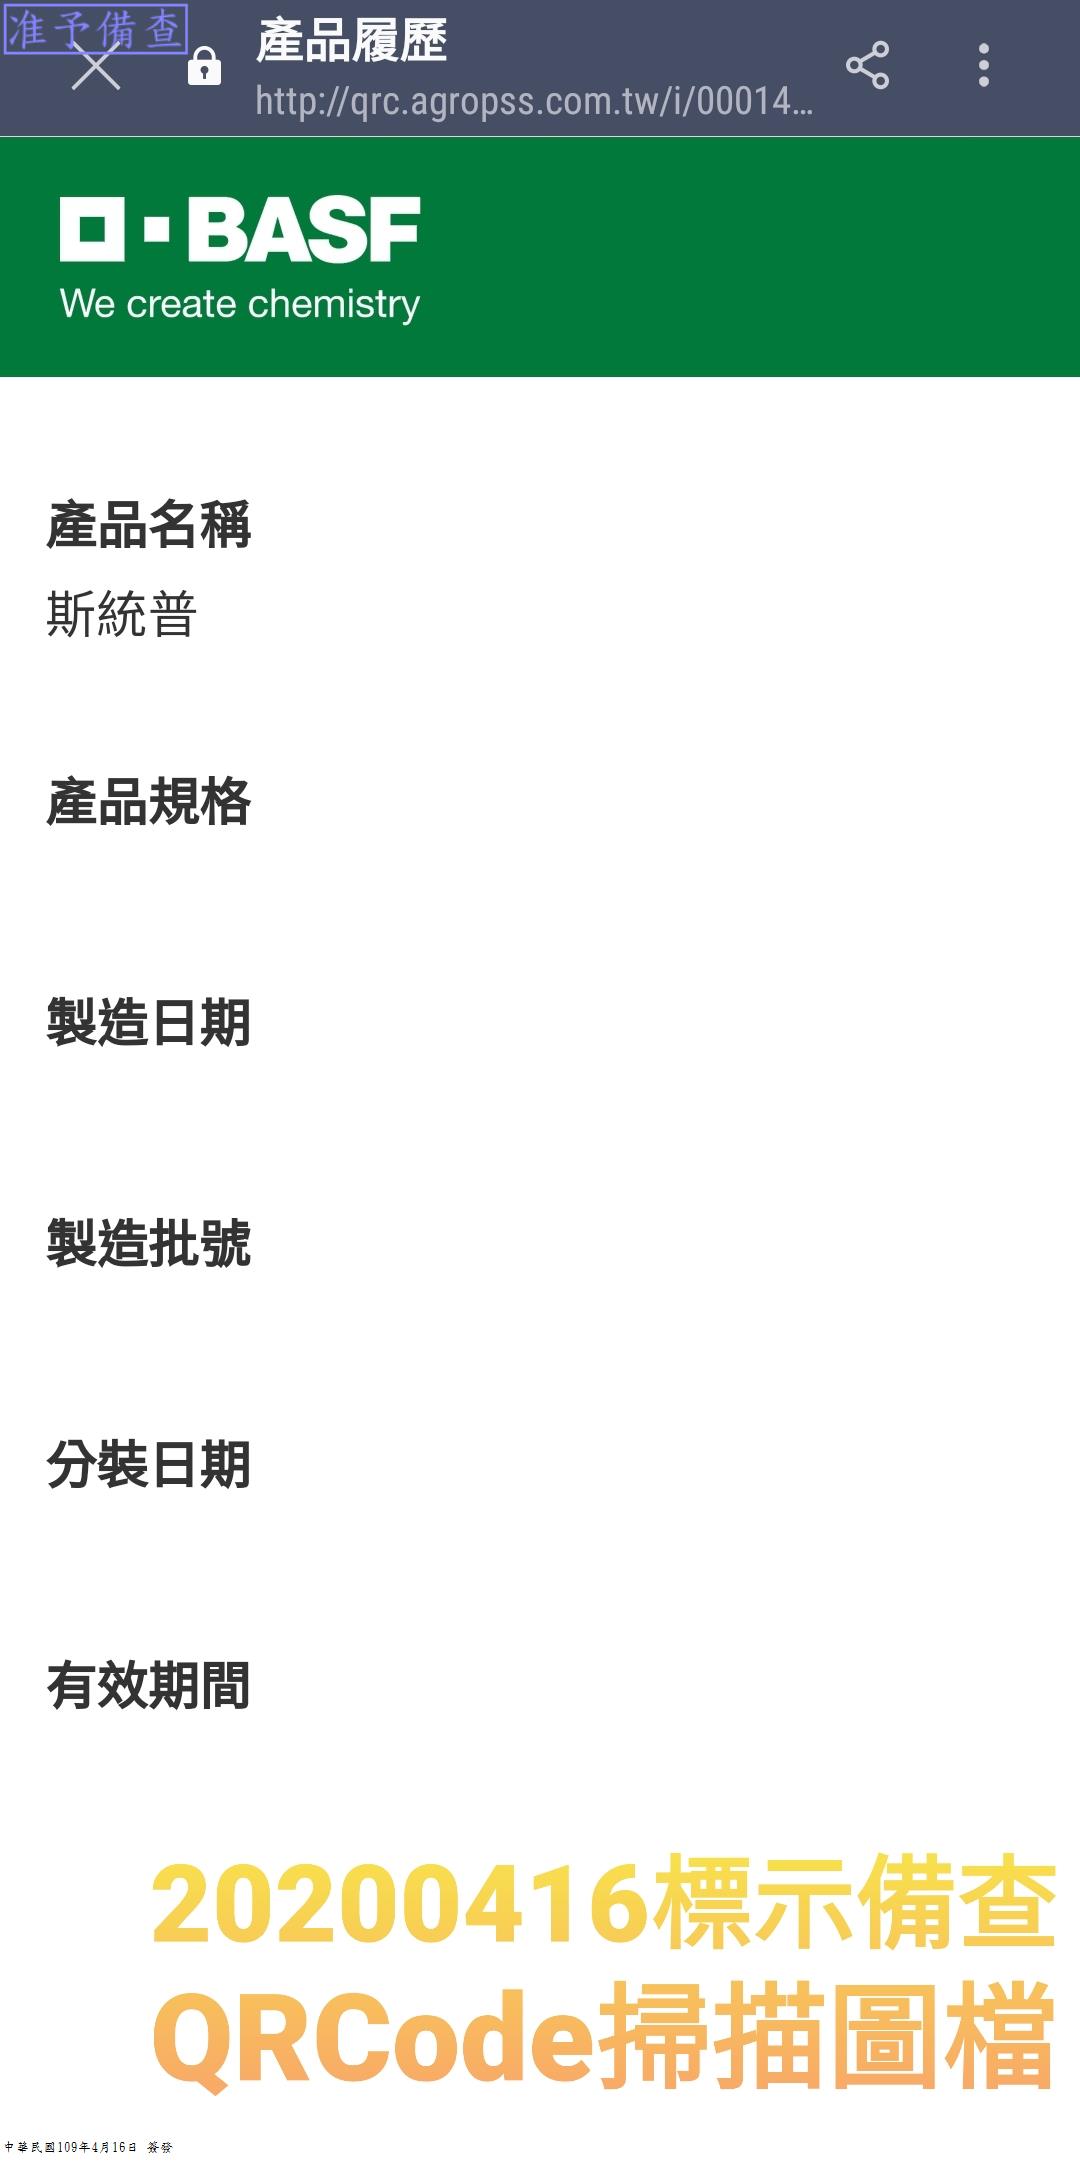 准予備查
產品履歷
http://qrc.agropss.com.tw/i/00014...
BASF
We create chemistry
產品名稱
斯統普
產品規格
製造日期
製造批號
分裝日期
有效期間
20200416標示備查
QRCode掃描圖檔
中華民國109年4月16日 簽發